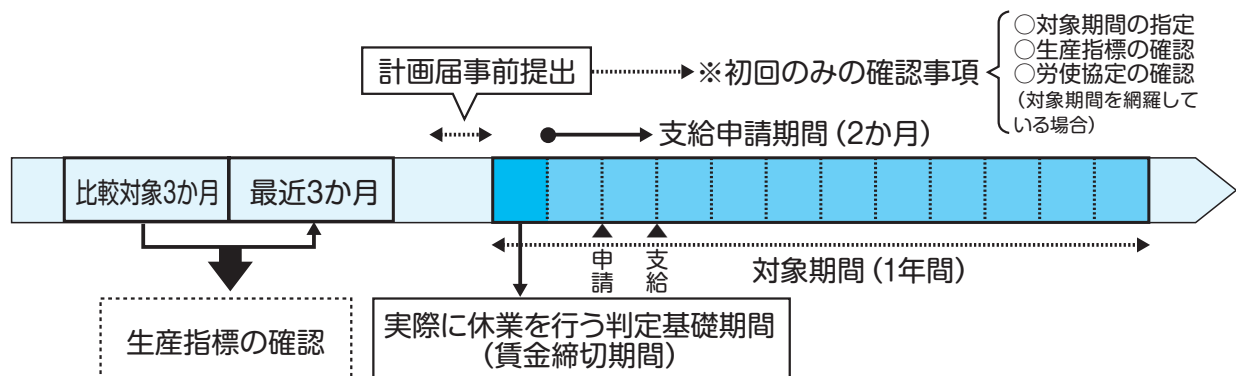 計画届事前提出
※初回のみの確認事項
○対象期間の指定
○生産指標の確認
○労使協定の確認
(対象期間を網羅して
いる場合)
支給申請期間(2か月)
比較対象3か月
最近3か月
申請
支給
対象期間(1年間)
生産指標の確認
実際に休業を行う判定基礎期間
(賃金締切期間)